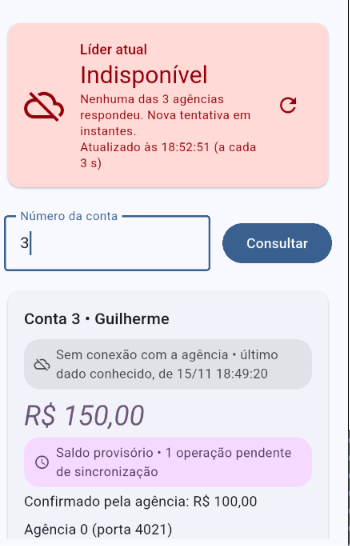 Líder atual
Indisponível
Nenhuma das 3 agências
respondeu. Nova tentativa em
instantes.
Atualizado às 18:52:51 (a cada
3 s)
Número da conta
3
Consultar
Conta 3 • Guilherme
Sem conexão com a agência • último
dado conhecido, de 15/11 18:49:20
R$ 150,00
Saldo provisório • 1 operação pendente
de sincronização
Confirmado pela agência: R$ 100,00
Agência 0 (porta 4021)